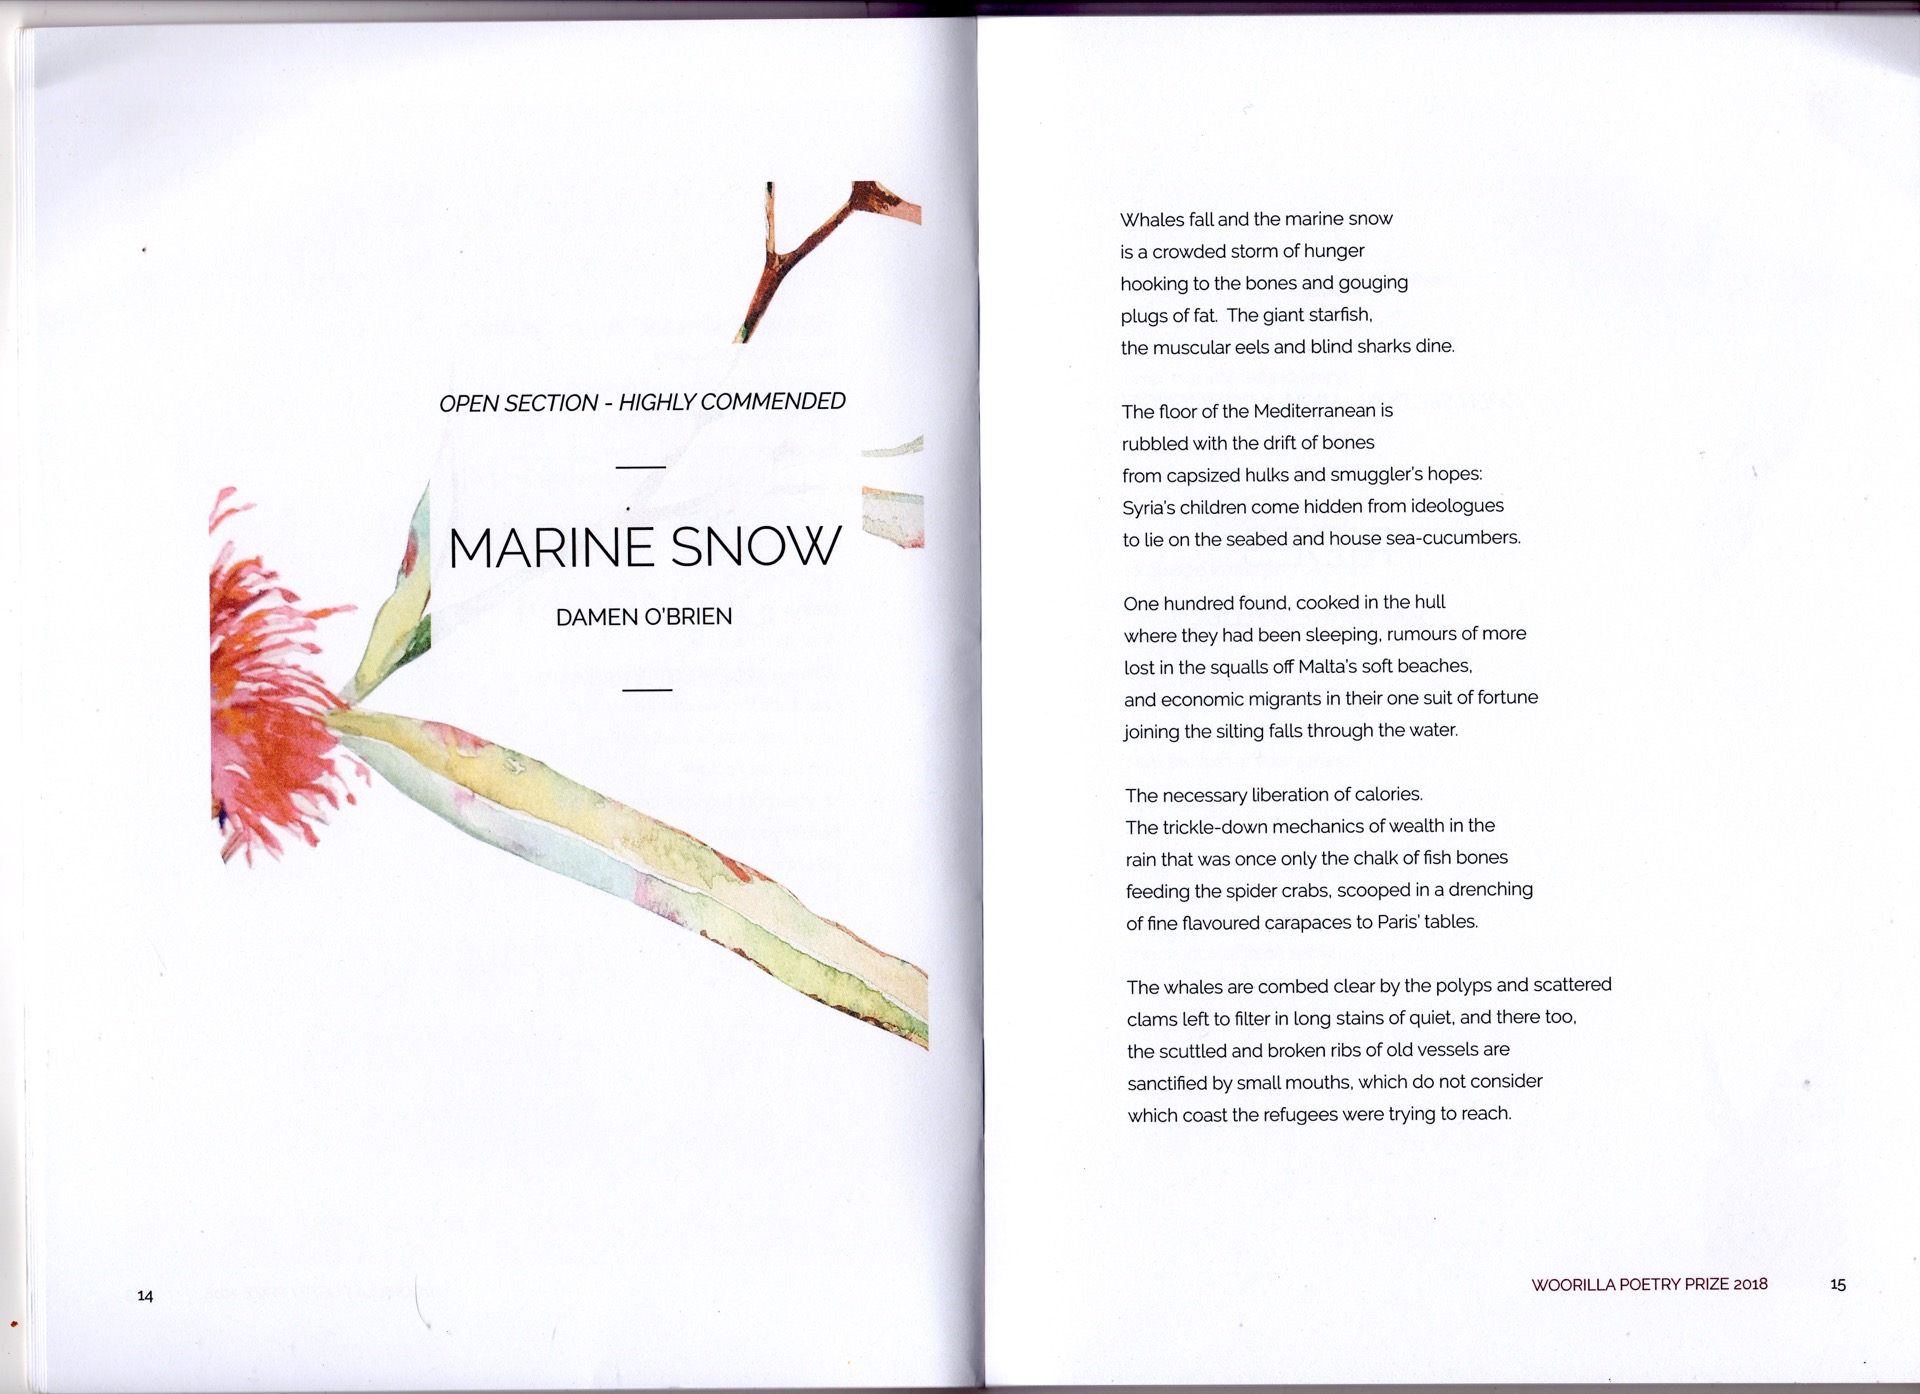 OPEN SECTION - HIGHLY COMMENDED
MARINE SNOW
DAMEN O'BRIEN
14
Whales fall and the marine snow
is a crowded storm of hunger
hooking to the bones and gouging
plugs of fat.  The giant starfish,
the muscular eels and blind sharks dine.
The floor of the Mediterranean is
rubbled with the drift of bones
from capsized hulks and smuggler's hopes:
Syria's children come hidden from ideologues
to lie on the seabed and house sea-cucumbers.
One hundred found, cooked in the hull
where they had been sleeping, rumours of more
lost in the squalls off Malta's soft beaches,
and economic migrants in their one suit of fortune
joining the silting falls through the water.
The necessary liberation of calories.
The trickle-down mechanics of wealth in the
rain that was once only the chalk of fish bones
feeding the spider crabs, scooped in a drenching
of fine flavoured carapaces to Paris' tables.
The whales are combed clear by the polyps and scattered
clams left to filter in long stains of quiet, and there too,
the scuttled and broken ribs of old vessels are
sanctified by small mouths, which do not consider
which coast the refugees were trying to reach.
WOORILLA POETRY PRIZE 2018
15